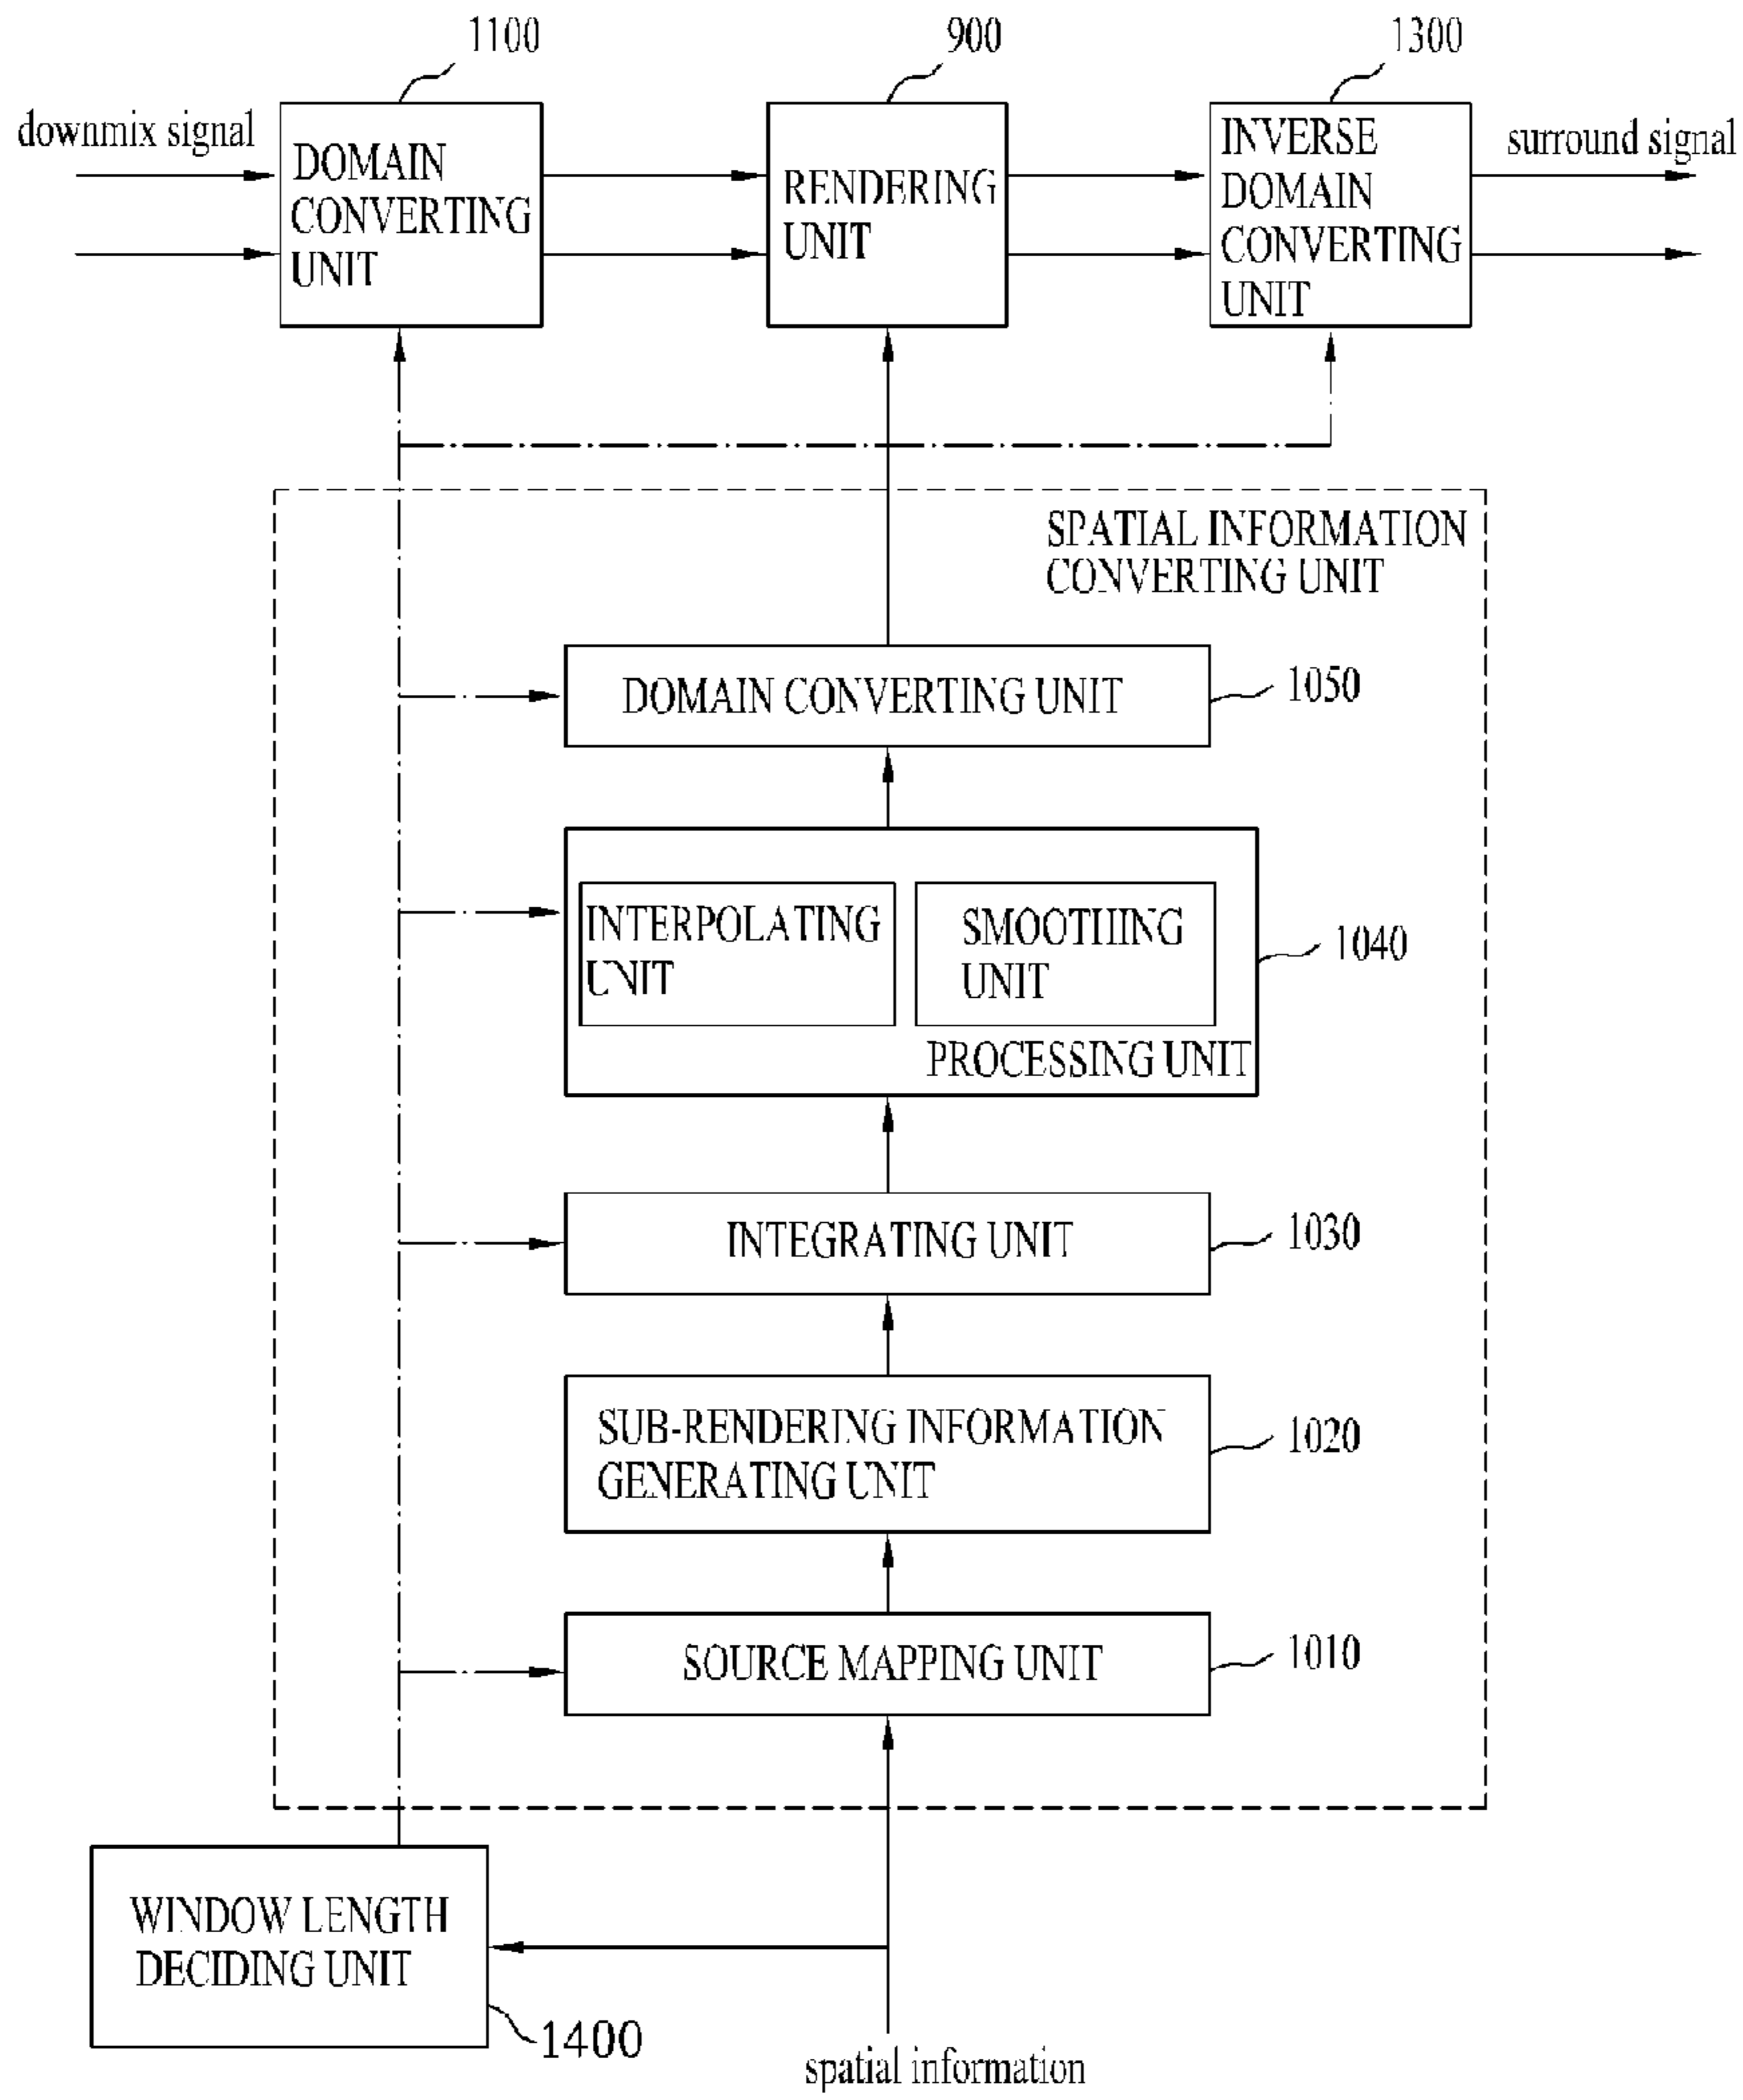 1100
900
1300
downmix signal
DOMAIN
CONVERTING
UNIT
RENDERING
UNIT
INVERSE
DOMAIN
CONVERTING
UNIT
surround signal
SPATIAL INFORMATION
CONVERTING UNIT
DOMAIN CONVERTING UNIT
1050
INTERPOLATING
UNIT
SMOOTHING
UNIT
1040
PROCESSING UNIT
INTEGRATING UNIT
1030
SUB-RENDERING INFORMATION
GENERATING UNIT
1020
SOURCE MAPPING UNIT
1010
WINDOW LENGTH
DECIDING UNIT
1400
spatial information